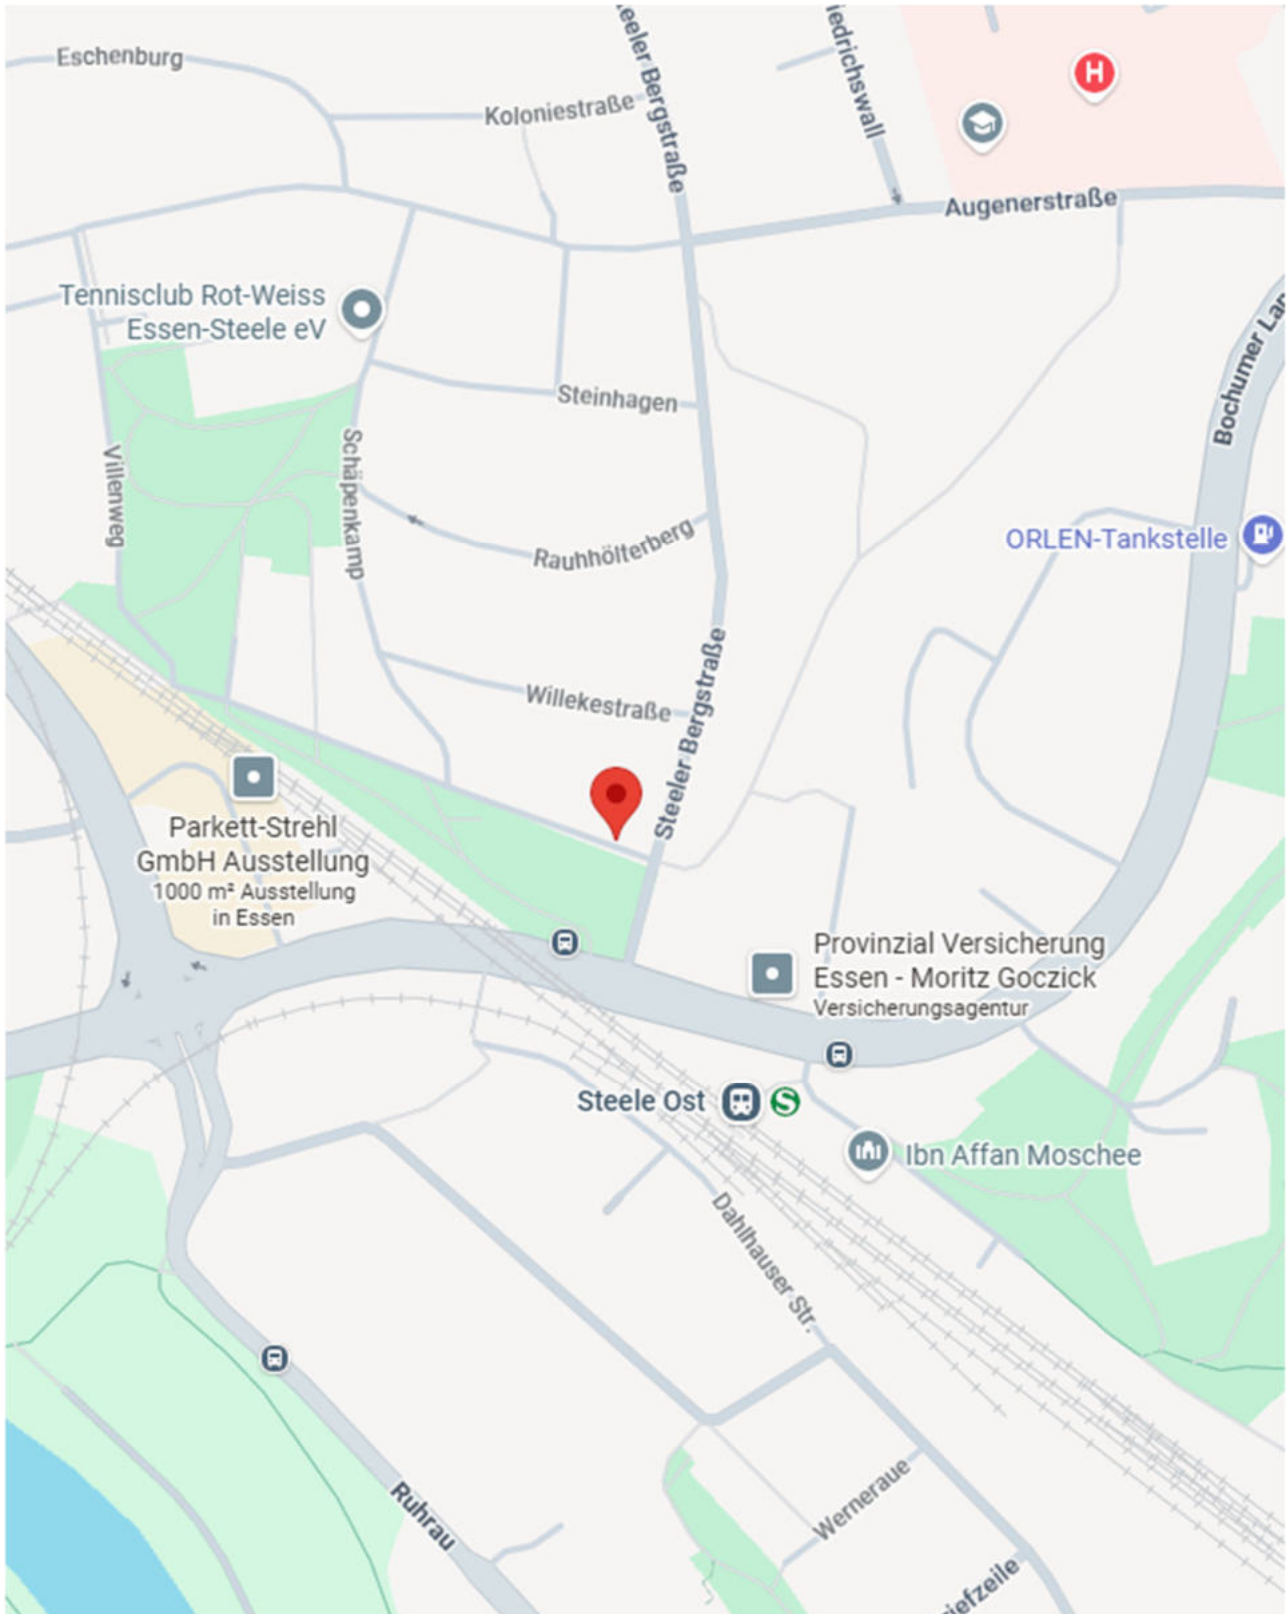 Eschenburg
Koloniestraße
eeler Bergstraße
iedrichswall
H
Augenerstraße
Tennisclub Rot-Weiss
Essen-Steele eV
Bochumer Lan
Steinhagen
Villenweg
Schäpenkamp
Rauhhölterberg
ORLEN-Tankstelle
Willekestraße
Steeler Bergstraße
Parkett-Strehl
GmbH Ausstellung
1000 m² Ausstellung
in Essen
Provinzial Versicherung
Essen - Moritz Goczick
Versicherungsagentur
Steele Ost
S
Ibn Affan Moschee
Dahlhauser Str.
Ruhrau
Werneraue
iefzeile